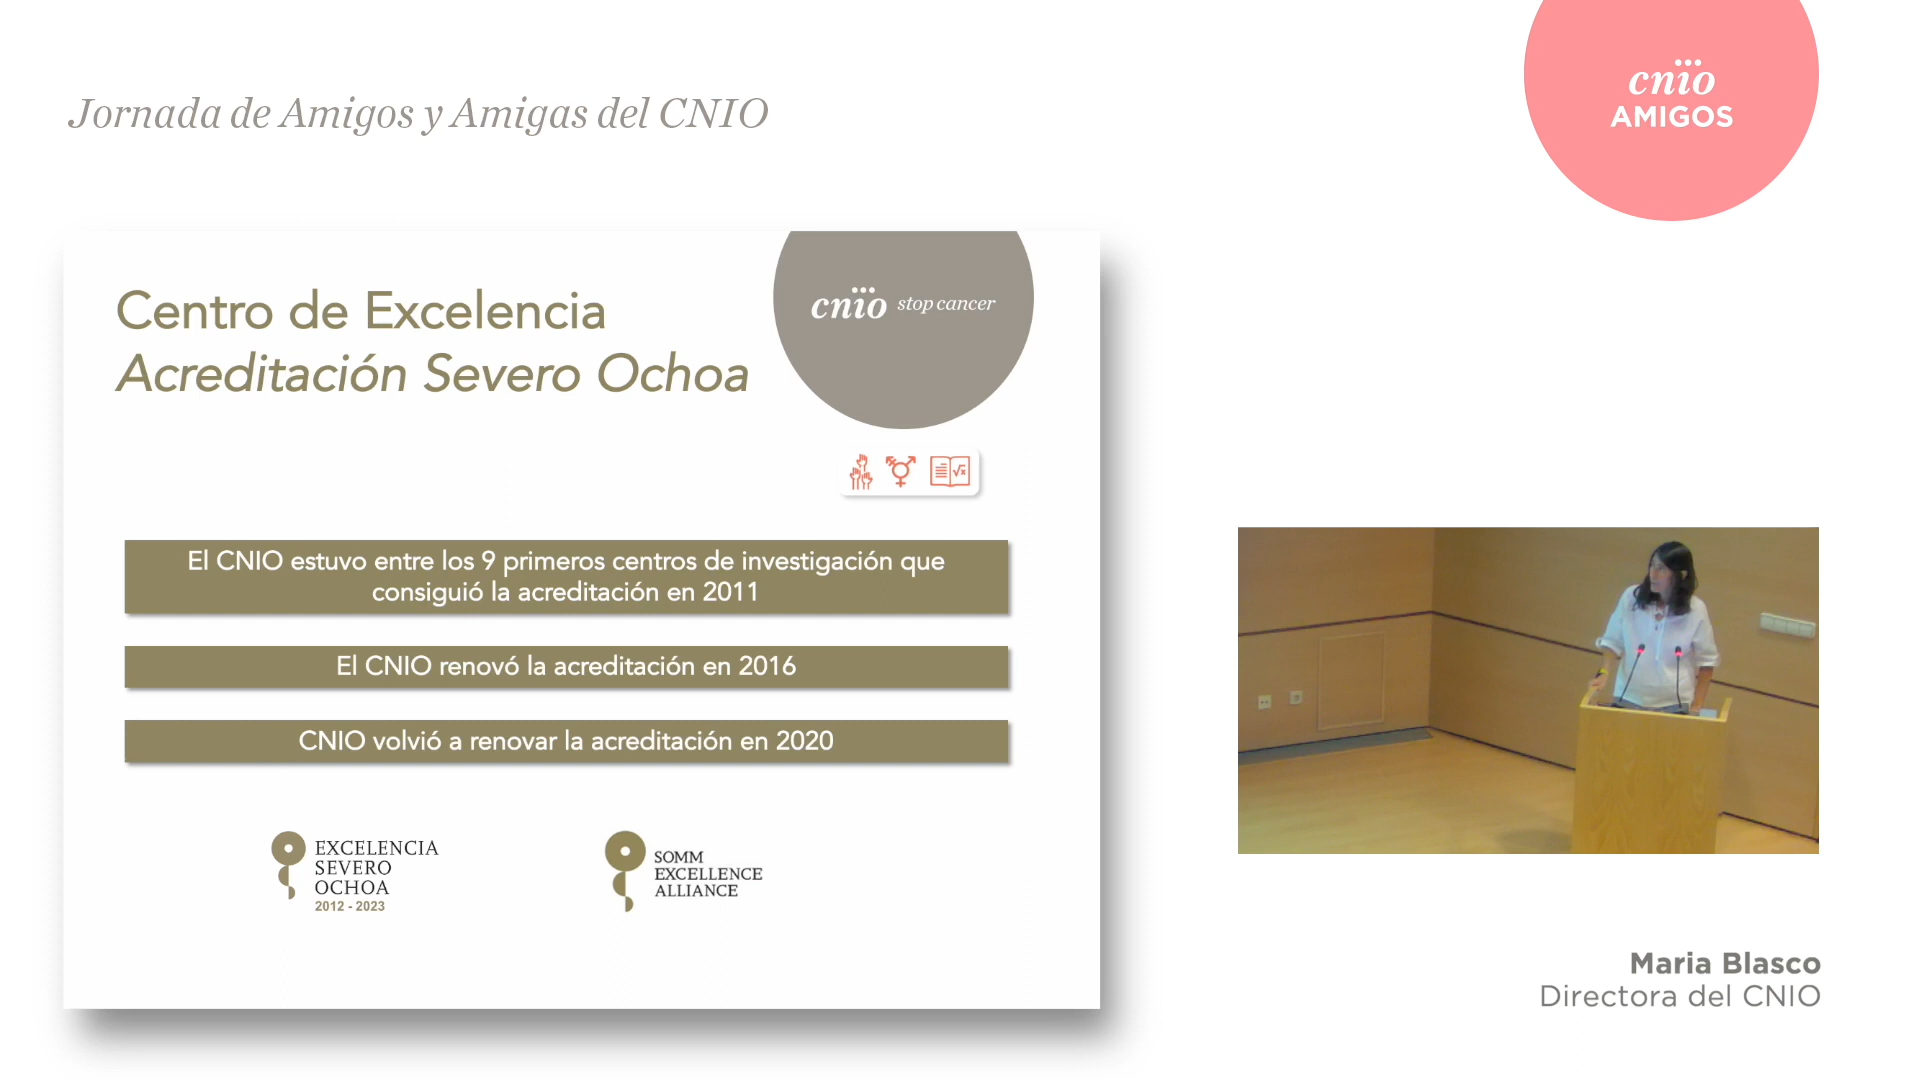 Jornada de Amigos y Amigas del CNIO
cnio
AMIGOS
Centro de Excelencia
Acreditación Severo Ochoa
cnio stop cancer
El CNIO estuvo entre los 9 primeros centros de investigación que
consiguió la acreditación en 2011
El CNIO renovó la acreditación en 2016
CNIO volvió a renovar la acreditación en 2020
EXCELENCIA
SEVERO
OCHOA
2012 - 2023
SOMM
EXCELLENCE
ALLIANCE
Maria Blasco
Directora del CNIO